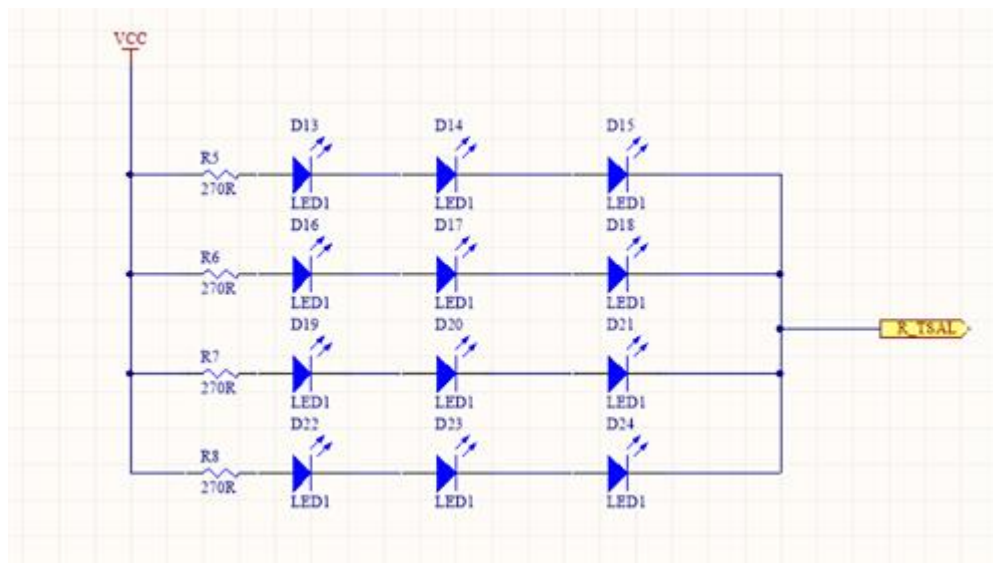 VCC
D13 D14 D15
R5
270R
LED1 LED1 LED1
D16 D17 D18
R6
270R
LED1 LED1 LED1
D19 D20 D21
R_TSAL
R7
270R
LED1 LED1 LED1
D22 D23 D24
R8
270R
LED1 LED1 LED1